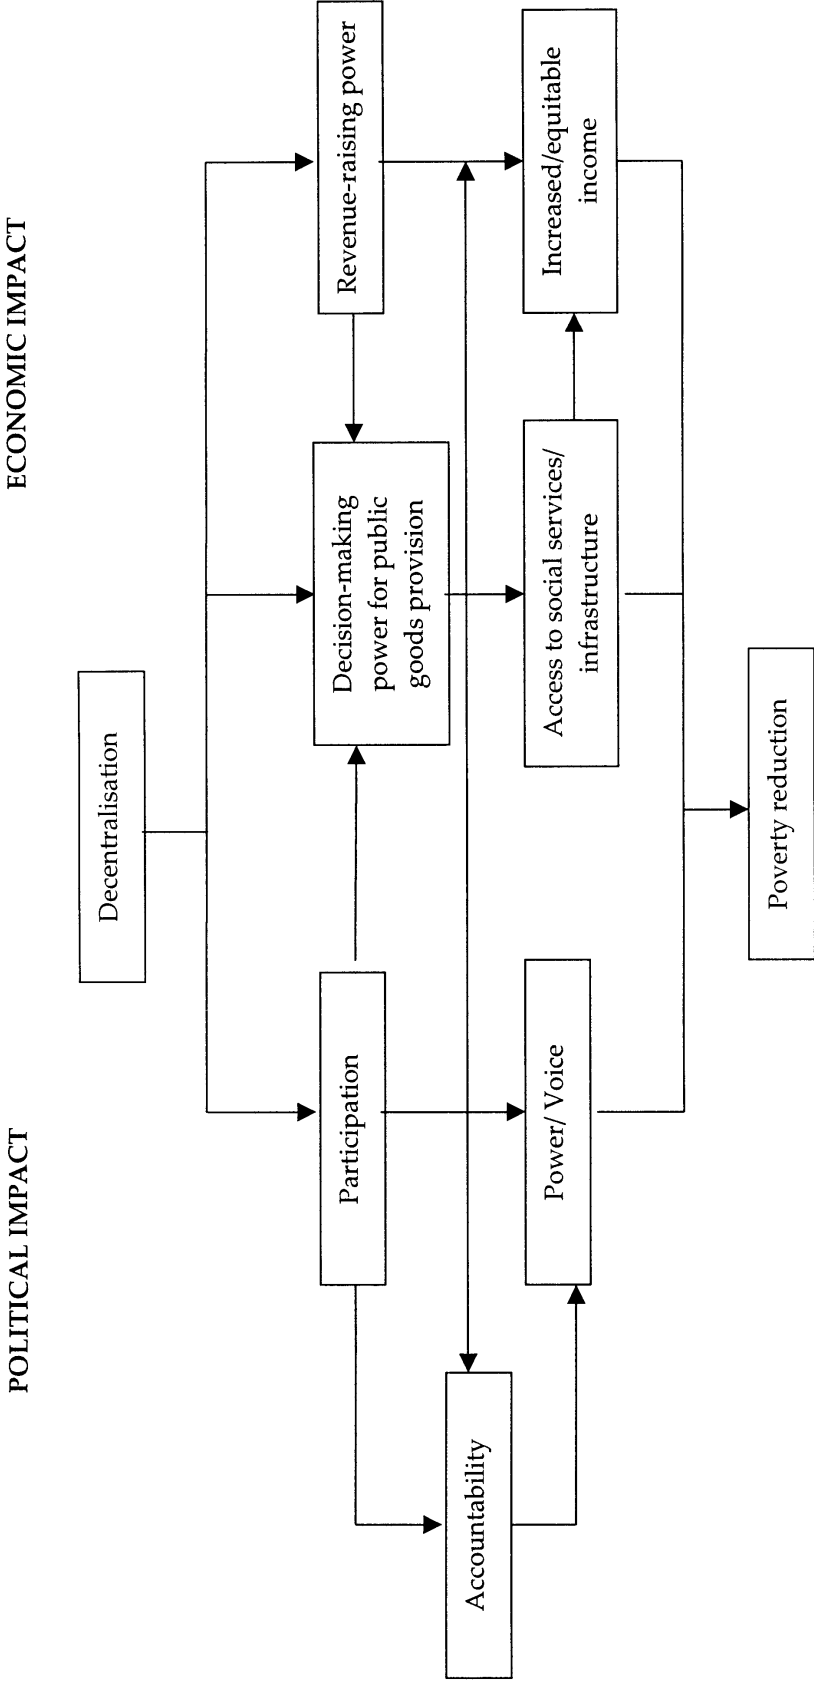 POLITICAL IMPACT
ECONOMIC IMPACT
Decentralisation
Participation
Decision-making
power for public
goods provision
Revenue-raising power
Accountability
Power/ Voice
Access to social services/
infrastructure
Increased/equitable
income
Poverty reduction